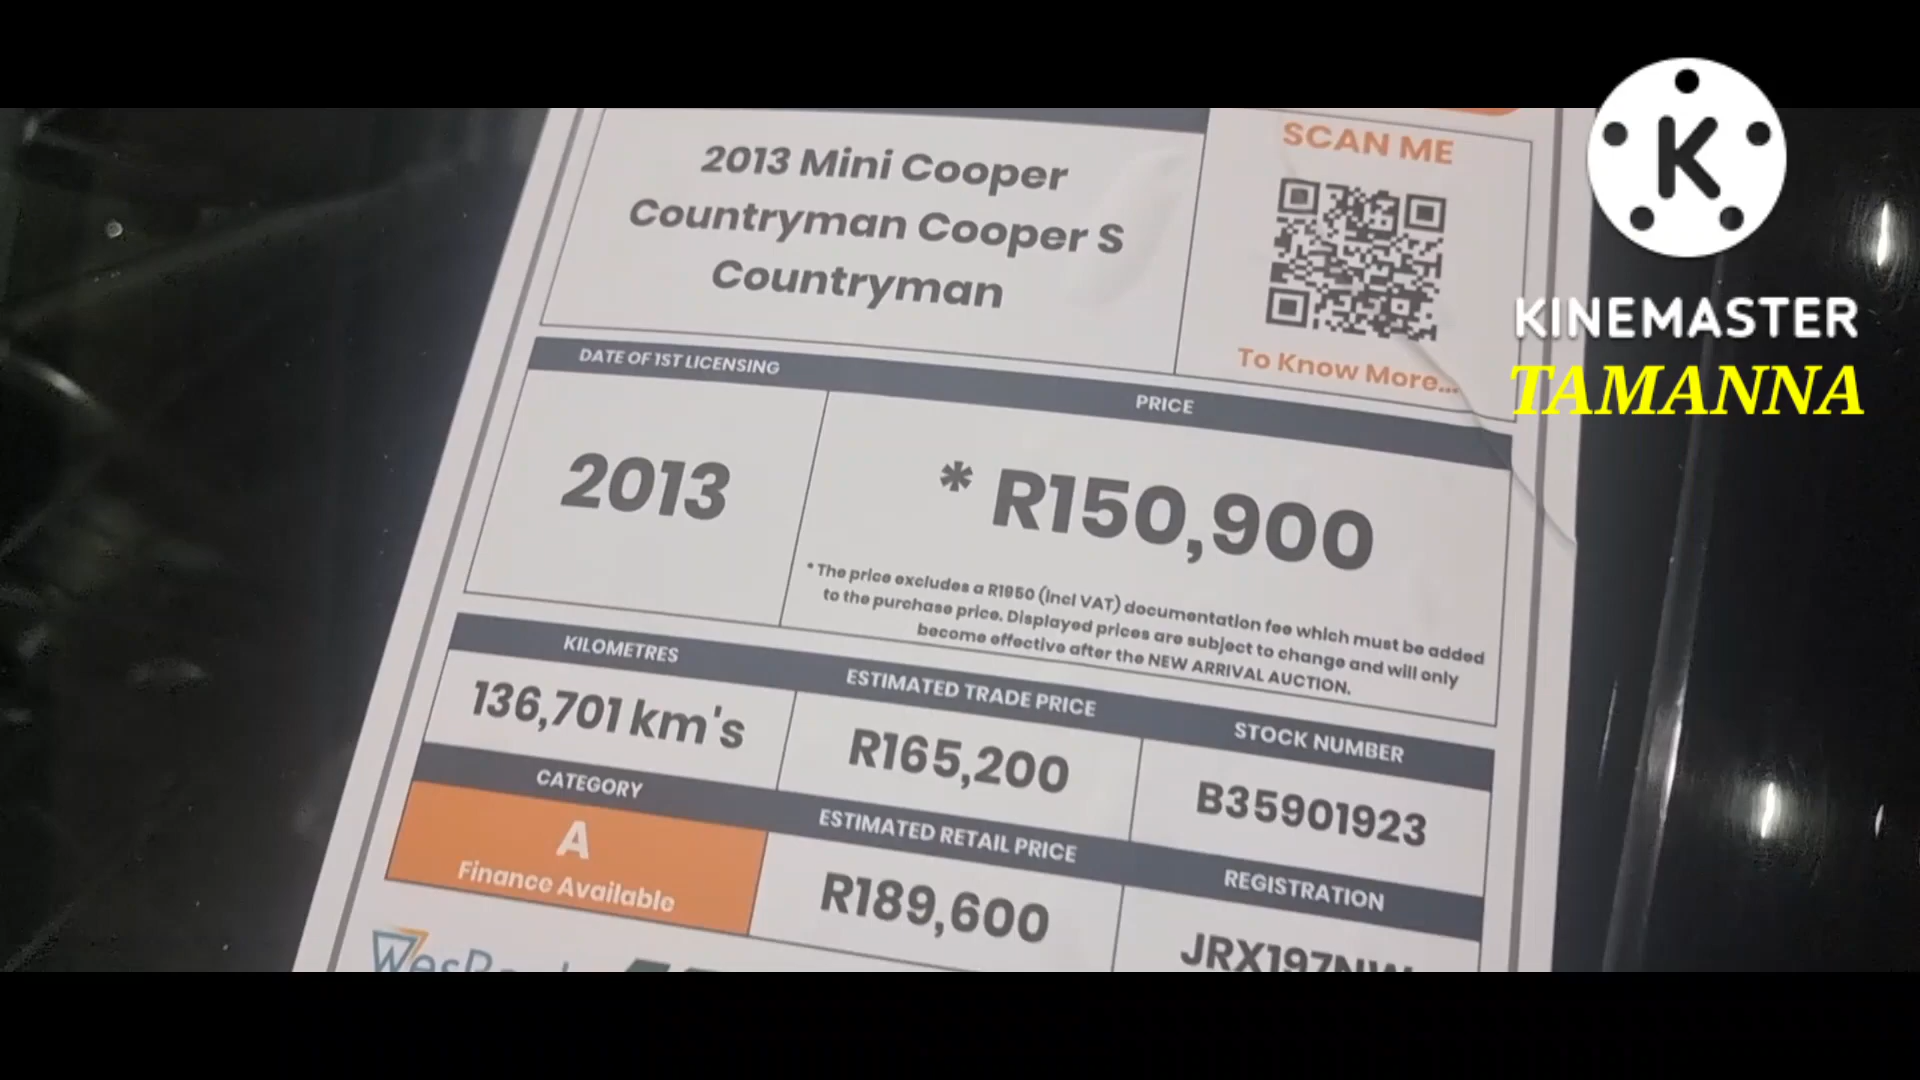 2013 Mini Cooper
Countryman Cooper S
Countryman
SCAN ME
To Know More...
KINEMASTER
TAMANNA
DATE OF 1ST LICENSING
PRICE
2013
* R150,900
* The price excludes a R1950 (Incl VAT) documentation fee which must be added
to the purchase price. Displayed prices are subject to change and will only
become effective after the NEW ARRIVAL AUCTION.
KILOMETRES
ESTIMATED TRADE PRICE
STOCK NUMBER
136,701 km's
R165,200
B35901923
CATEGORY
ESTIMATED RETAIL PRICE
REGISTRATION
A
Finance Available
R189,600
JRX197NW